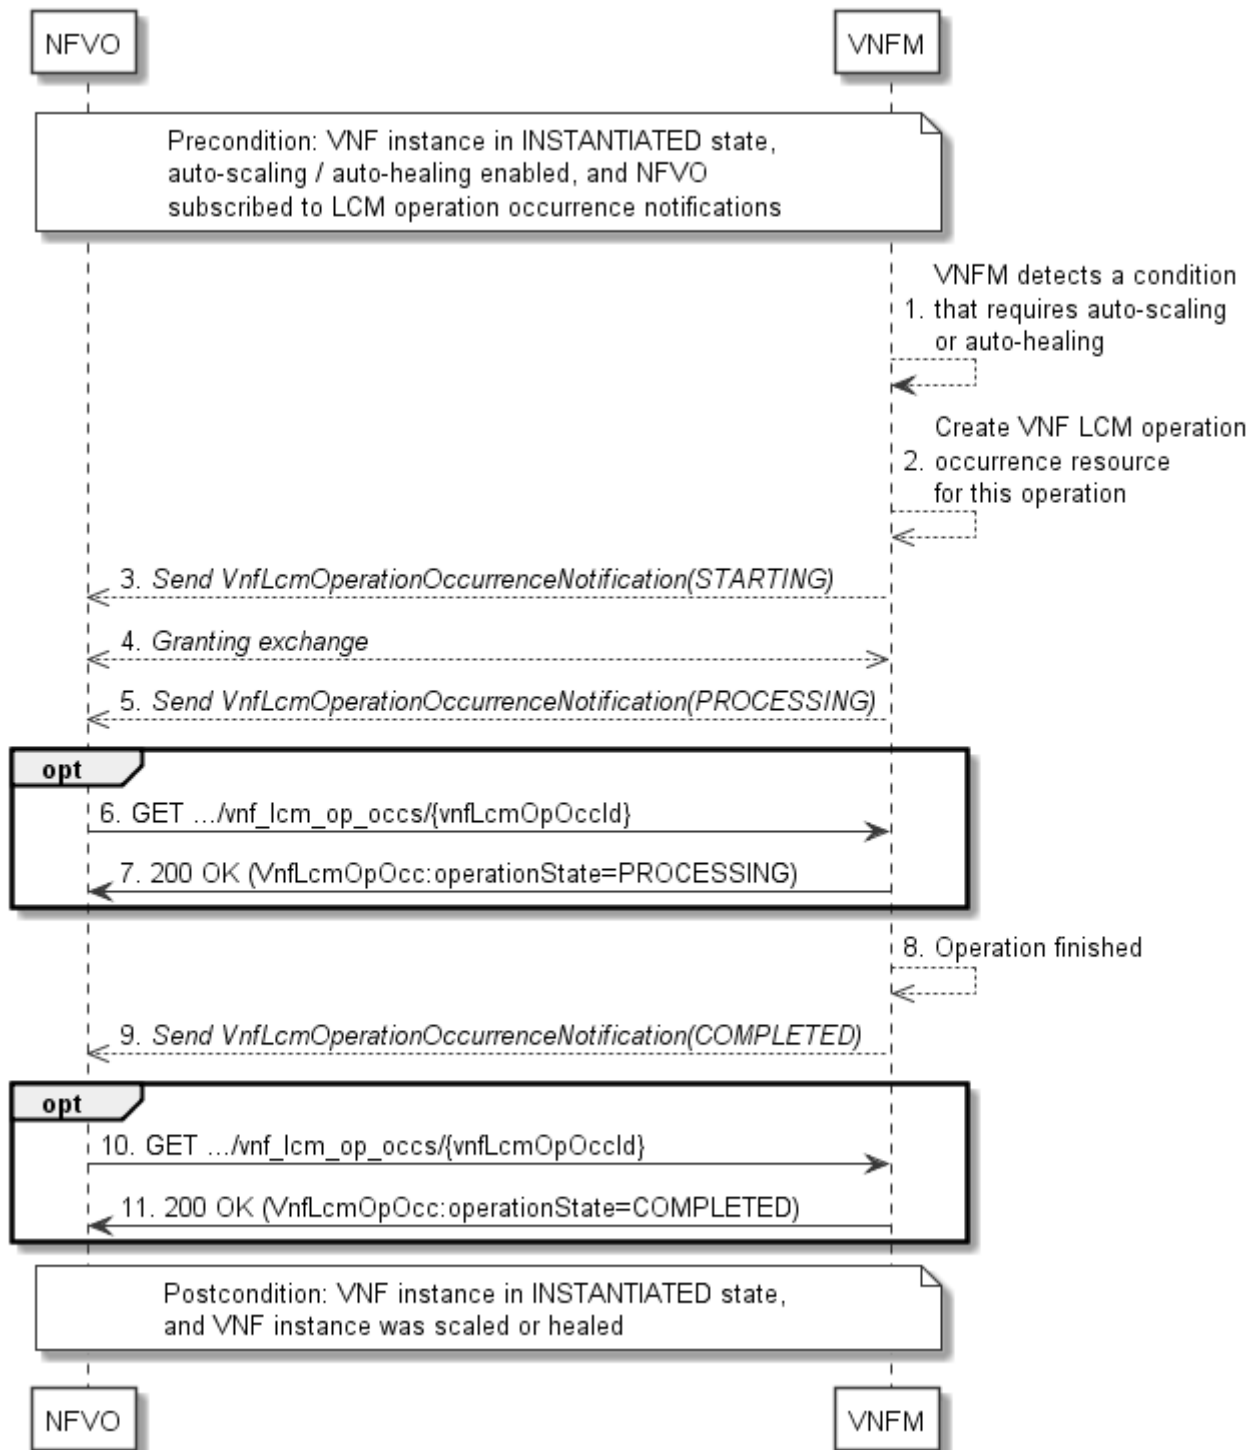 NFVO
VNFM
Precondition: VNF instance in INSTANTIATED state,
auto-scaling / auto-healing enabled, and NFVO
subscribed to LCM operation occurrence notifications
VNFM detects a condition
1. that requires auto-scaling
or auto-healing
Create VNF LCM operation
2. occurrence resource
for this operation
3. Send VnfLcmOperationOccurrenceNotification(STARTING)
4. Granting exchange
5. Send VnfLcmOperationOccurrenceNotification(PROCESSING)
opt
6. GET .../vnf_lcm_op_occs/{vnfLcmOpOccId}
7. 200 OK (VnfLcmOpOcc:operationState=PROCESSING)
8. Operation finished
9. Send VnfLcmOperationOccurrenceNotification(COMPLETED)
opt
10. GET .../vnf_lcm_op_occs/{vnfLcmOpOccId}
11. 200 OK (VnfLcmOpOcc:operationState=COMPLETED)
Postcondition: VNF instance in INSTANTIATED state,
and VNF instance was scaled or healed
NFVO
VNFM